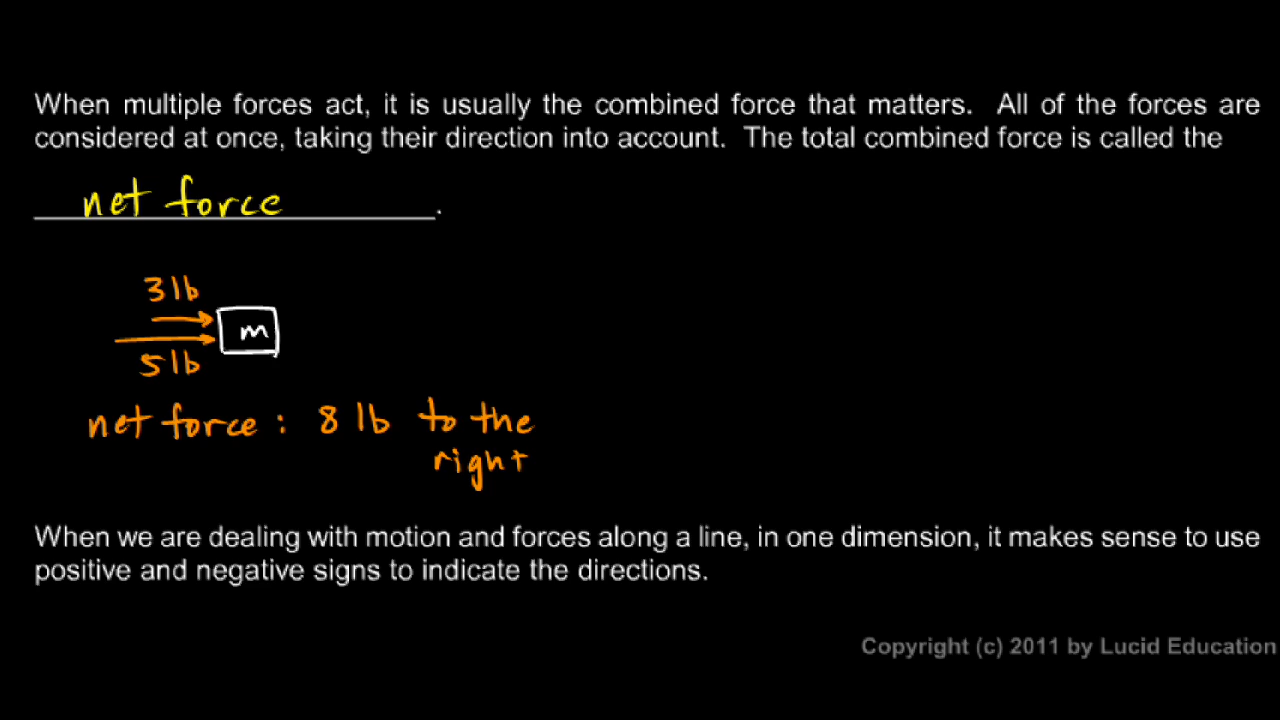 When multiple forces act, it is usually the combined force that matters. All of the forces are
considered at once, taking their direction into account. The total combined force is called the
net force.
3 lb
m
5 lb
net force: 8 lb to the
right
When we are dealing with motion and forces along a line, in one dimension, it makes sense to use
positive and negative signs to indicate the directions.
Copyright (c) 2011 by Lucid Education